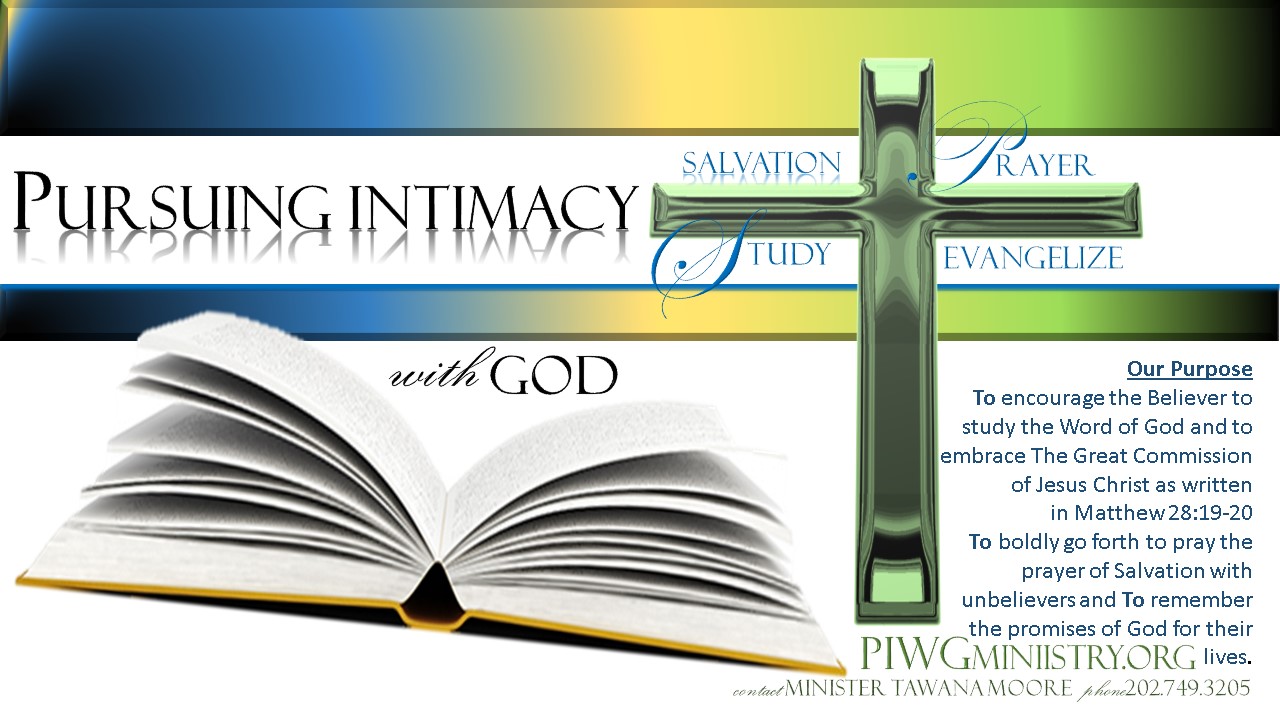 PURSUING INTIMACY
with GOD
SALVATION
PRAYER
STUDY
EVANGELIZE
Our Purpose
To encourage the Believer to
study the Word of God and to
embrace The Great Commission
of Jesus Christ as written
in Matthew 28:19-20
To boldly go forth to pray the
prayer of Salvation with
unbelievers and To remember
the promises of God for their
lives.
PIWGMINIISTRY.ORG
contact MINISTER TAWANA MOORE phone 202.749.3205